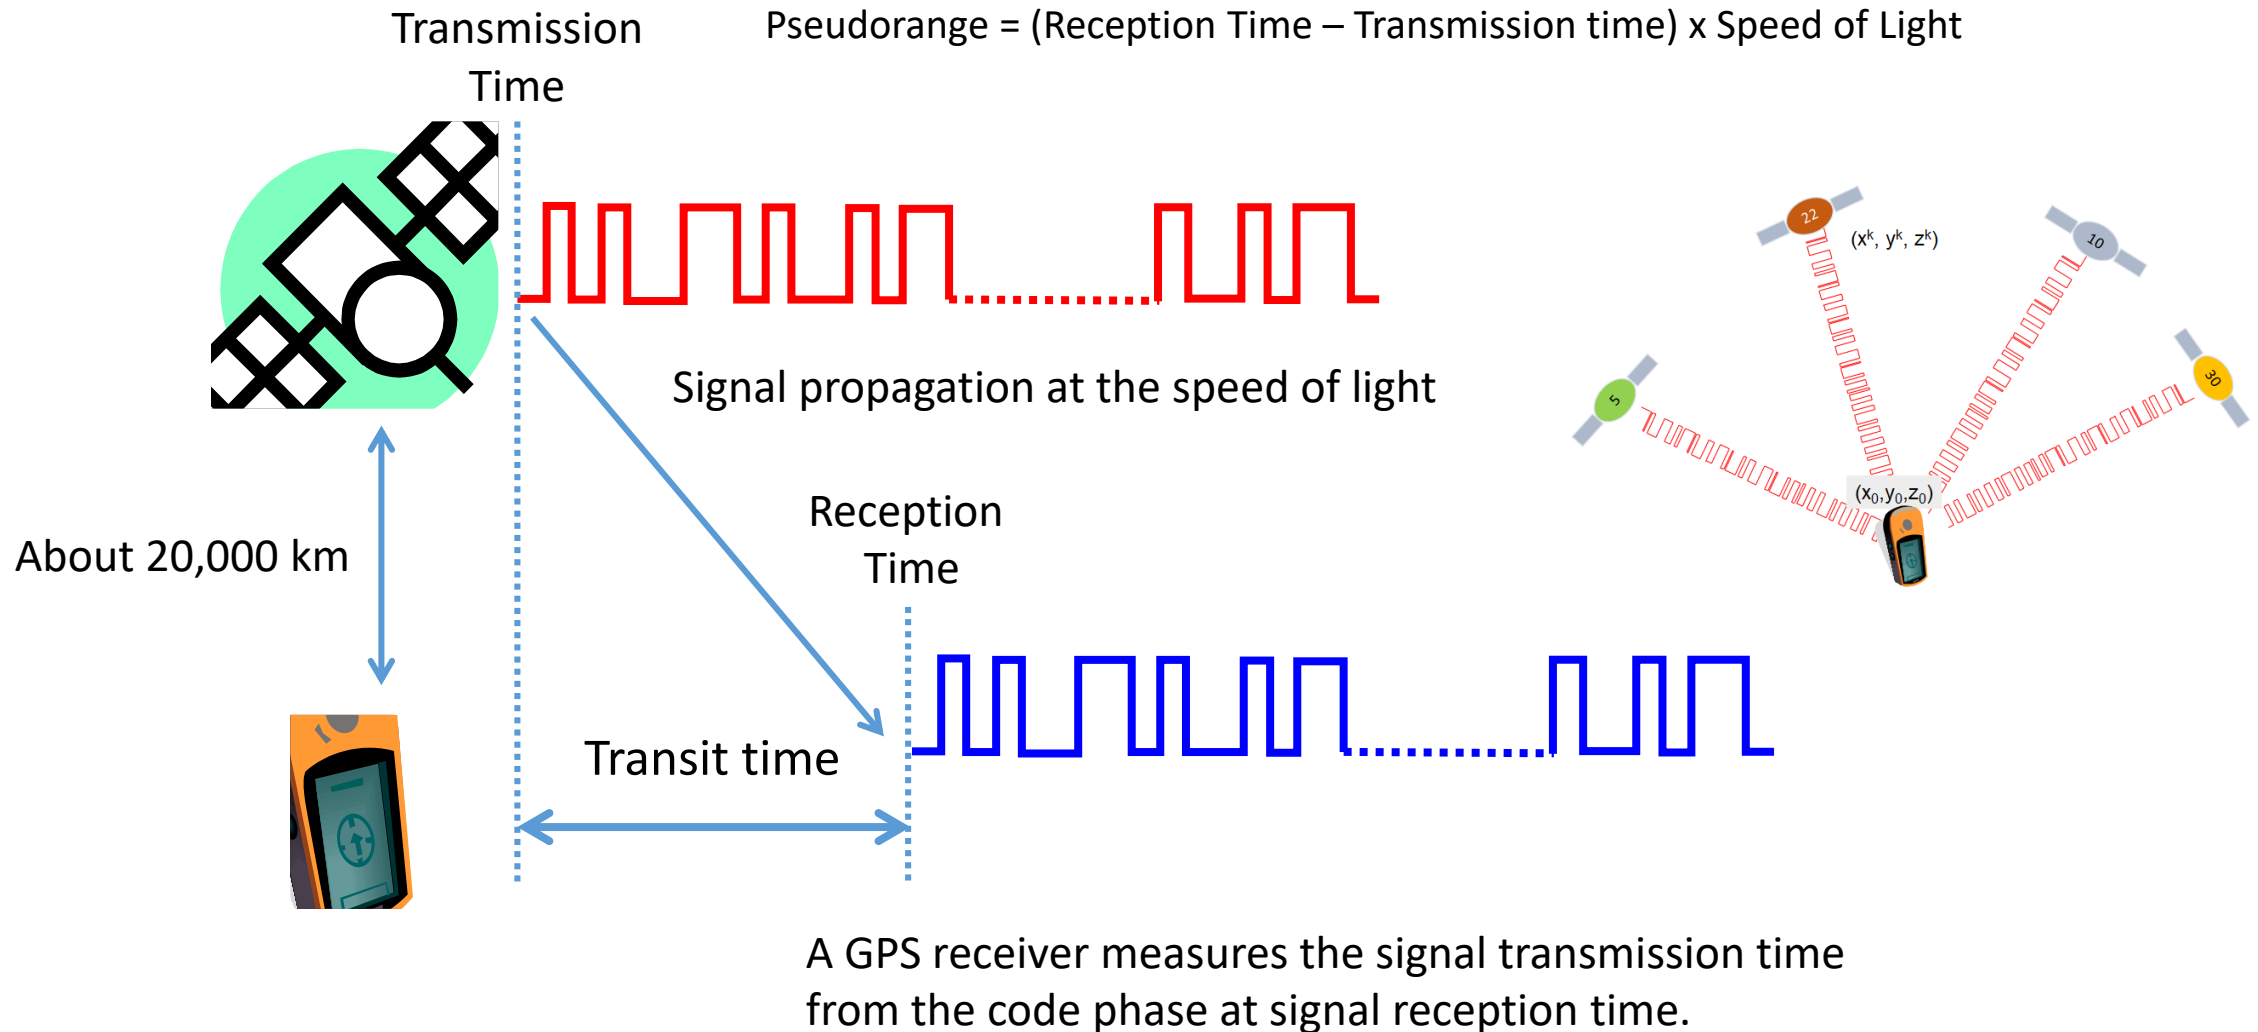 Transmission
Time
Pseudorange = (Reception Time – Transmission time) x Speed of Light
22
(xᵏ, yᵏ, zᵏ)
10
Signal propagation at the speed of light
5
30
(x₀,y₀,z₀)
Reception
Time
About 20,000 km
Transit time
A GPS receiver measures the signal transmission time
from the code phase at signal reception time.